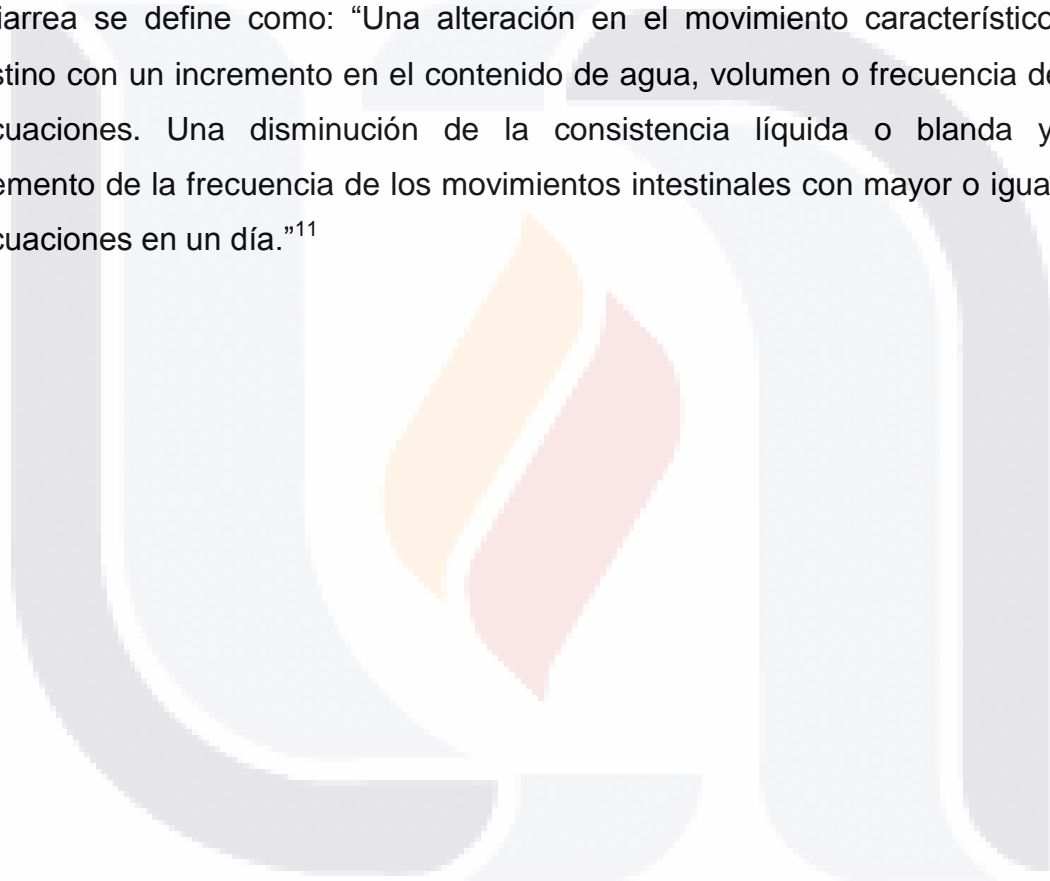 iarrea se define como: “Una alteración en el movimiento característico
stino con un incremento en el contenido de agua, volumen o frecuencia de
cuaciones. Una disminución de la consistencia líquida o blanda y
emento de la frecuencia de los movimientos intestinales con mayor o igua
cuaciones en un día.”11